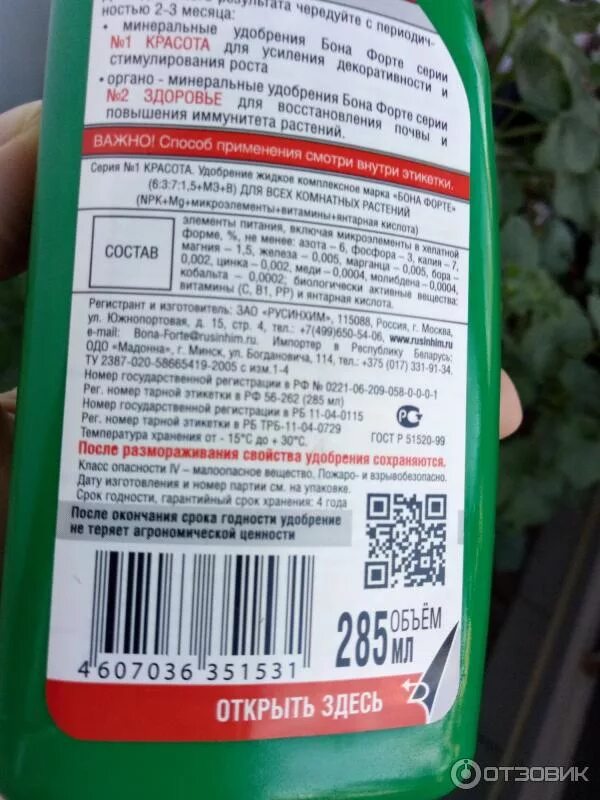 результата чередуйте с периодич-
ностью 2-3 месяца:
• минеральные удобрения Бона Форте серии
№1 КРАСОТА для усиления декоративности и
стимулирования роста
• органо - минеральные удобрения Бона Форте серии
№2 ЗДОРОВЬЕ для восстановления почвы и
повышения иммунитета растений.
ВАЖНО! Способ применения смотри внутри этикетки.
Серия №1 КРАСОТА. Удобрение жидкое комплексное марка «БОНА ФОРТЕ»
(6:3:7:1,5+МЭ+В) ДЛЯ ВСЕХ КОМНАТНЫХ РАСТЕНИЙ
(NPK+Mg+микроэлементы+витамины+янтарная кислота)
СОСТАВ
элементы питания, включая микроэлементы в хелатной
форме, %, не менее: азота - 6, фосфора - 3, калия - 7,
магния - 1,5, железа - 0,005, марганца - 0,005, бора -
0,002, цинка - 0,002, меди - 0,0004, молибдена - 0,0004,
кобальта - 0,0002; биологически активные вещества:
витамины (С, В1, РР) и янтарная кислота.
Регистрант и изготовитель: ЗАО «РУСИНХИМ», 115088, Россия, г. Москва,
ул. Южнопортовая, д. 15, стр. 4, тел.: +7(499)650-54-06, www.rusinhim.ru
e-mail: Bona-Forte@rusinhim.ru. Импортер в Республику Беларусь:
ОДО «Мадонна», г. Минск, ул. Богдановича, 114, тел.: +375 (017) 331-91-34.
ТУ 2387-020-58665419-2005 с изм.1-4
Номер государственной регистрации в РФ № 0221-06-209-058-0-0-0-1
Рег. номер тарной этикетки в РФ 56-262 (285 мл)
Номер государственной регистрации в РБ 11-04-0115
Рег. номер тарной этикетки в РБ ТРБ-11-04-0729
Температура хранения от - 15°С до + 30°С.
ГОСТ Р 51520-99
После размораживания свойства удобрения сохраняются.
Класс опасности IV – малоопасное вещество. Пожаро- и взрывобезопасно.
Дату изготовления и номер партии см. на упаковке.
Срок годности, гарантийный срок хранения: 4 года
После окончания срока годности удобрение
не теряет агрономической ценности
4 607036 351531
285 ОБЪЁМ
МЛ
ОТКРЫТЬ ЗДЕСЬ
ОТЗОВИК